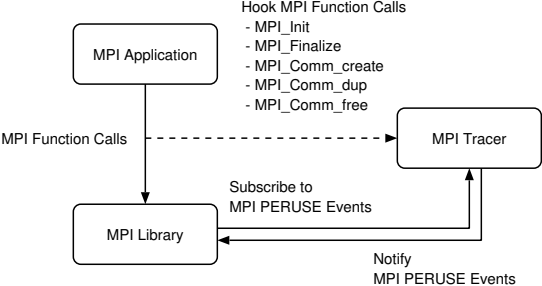 Hook MPI Function Calls
- MPI_Init
- MPI_Finalize
- MPI_Comm_create
- MPI_Comm_dup
- MPI_Comm_free
MPI Application
MPI Function Calls
MPI Tracer
Subscribe to
MPI PERUSE Events
MPI Library
Notify
MPI PERUSE Events